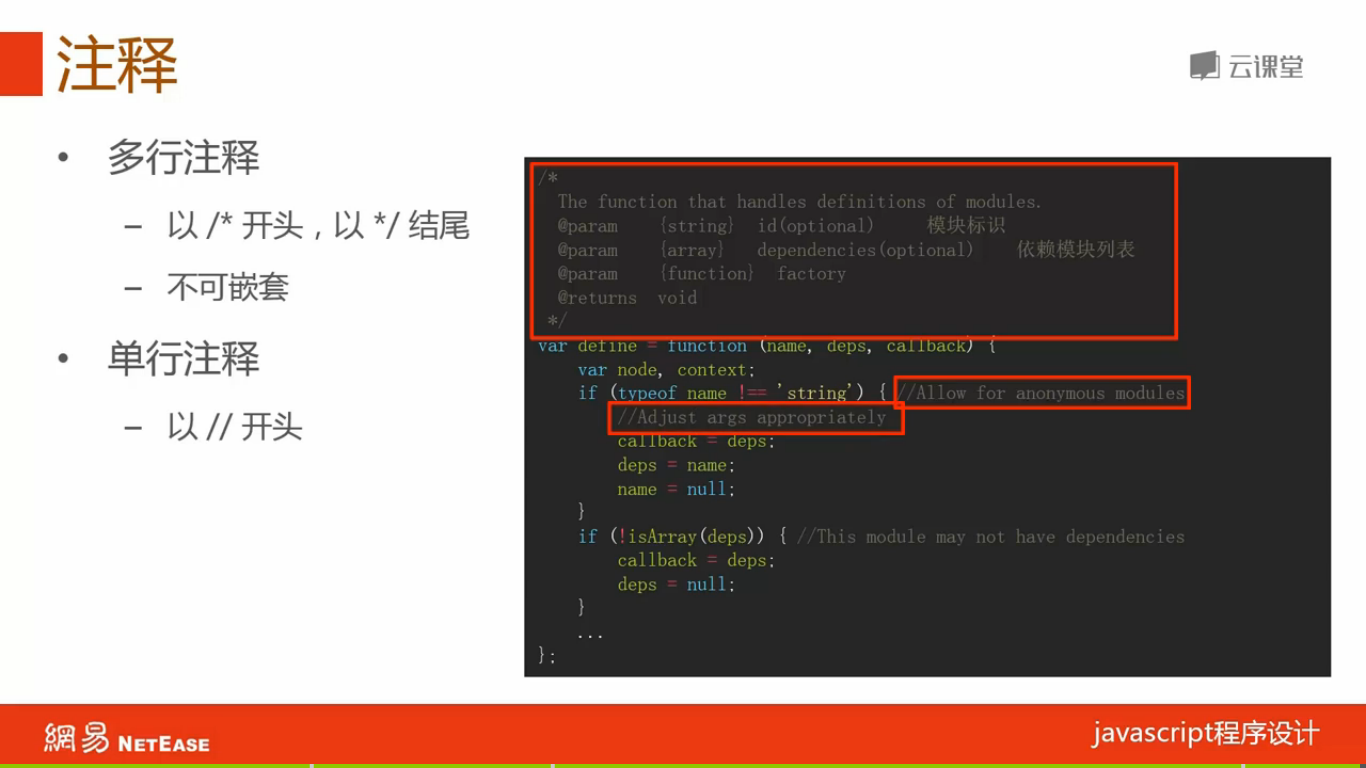 注释
云课堂
• 多行注释
– 以 /* 开头，以 */ 结尾
– 不可嵌套
• 单行注释
– 以 // 开头
/*
  The function that handles definitions of modules.
  @param    {string}  id(optional)     模块标识
  @param    {array}   dependencies(optional)    依赖模块列表
  @param    {function}  factory
  @returns  void
 */
var define = function (name, deps, callback) {
    var node, context;
    if (typeof name !== 'string') { //Allow for anonymous modules
        //Adjust args appropriately
        callback = deps;
        deps = name;
        name = null;
    }
    if (!isArray(deps)) { //This module may not have dependencies
        callback = deps;
        deps = null;
    }
    ...
};
網易 NETEASE
javascript程序设计